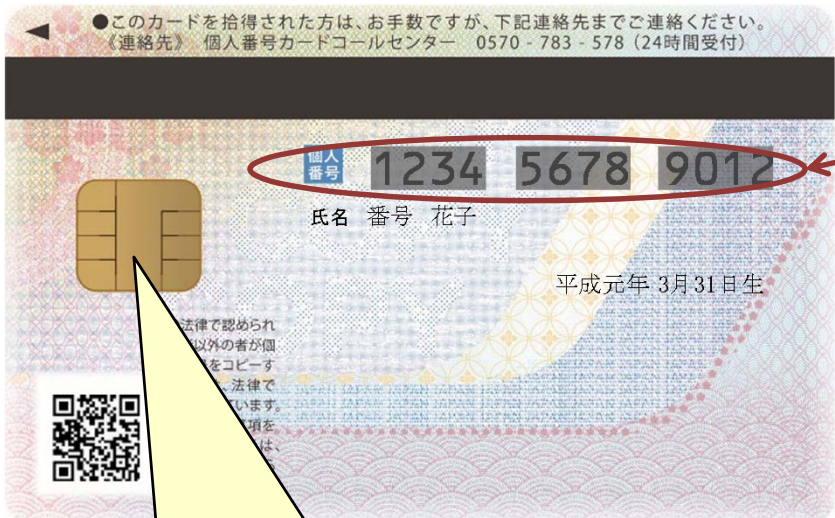 ●このカードを拾得された方は、お手数ですが、下記連絡先までご連絡ください。
《連絡先》 個人番号カードコールセンター 0570 - 783 - 578（24時間受付）
個人番号 1234 5678 9012
氏名 番号 花子
平成元年 3月31日生
法律で認められ
以外の者が個
をコピーす
、法律で
ています。
項を
は、